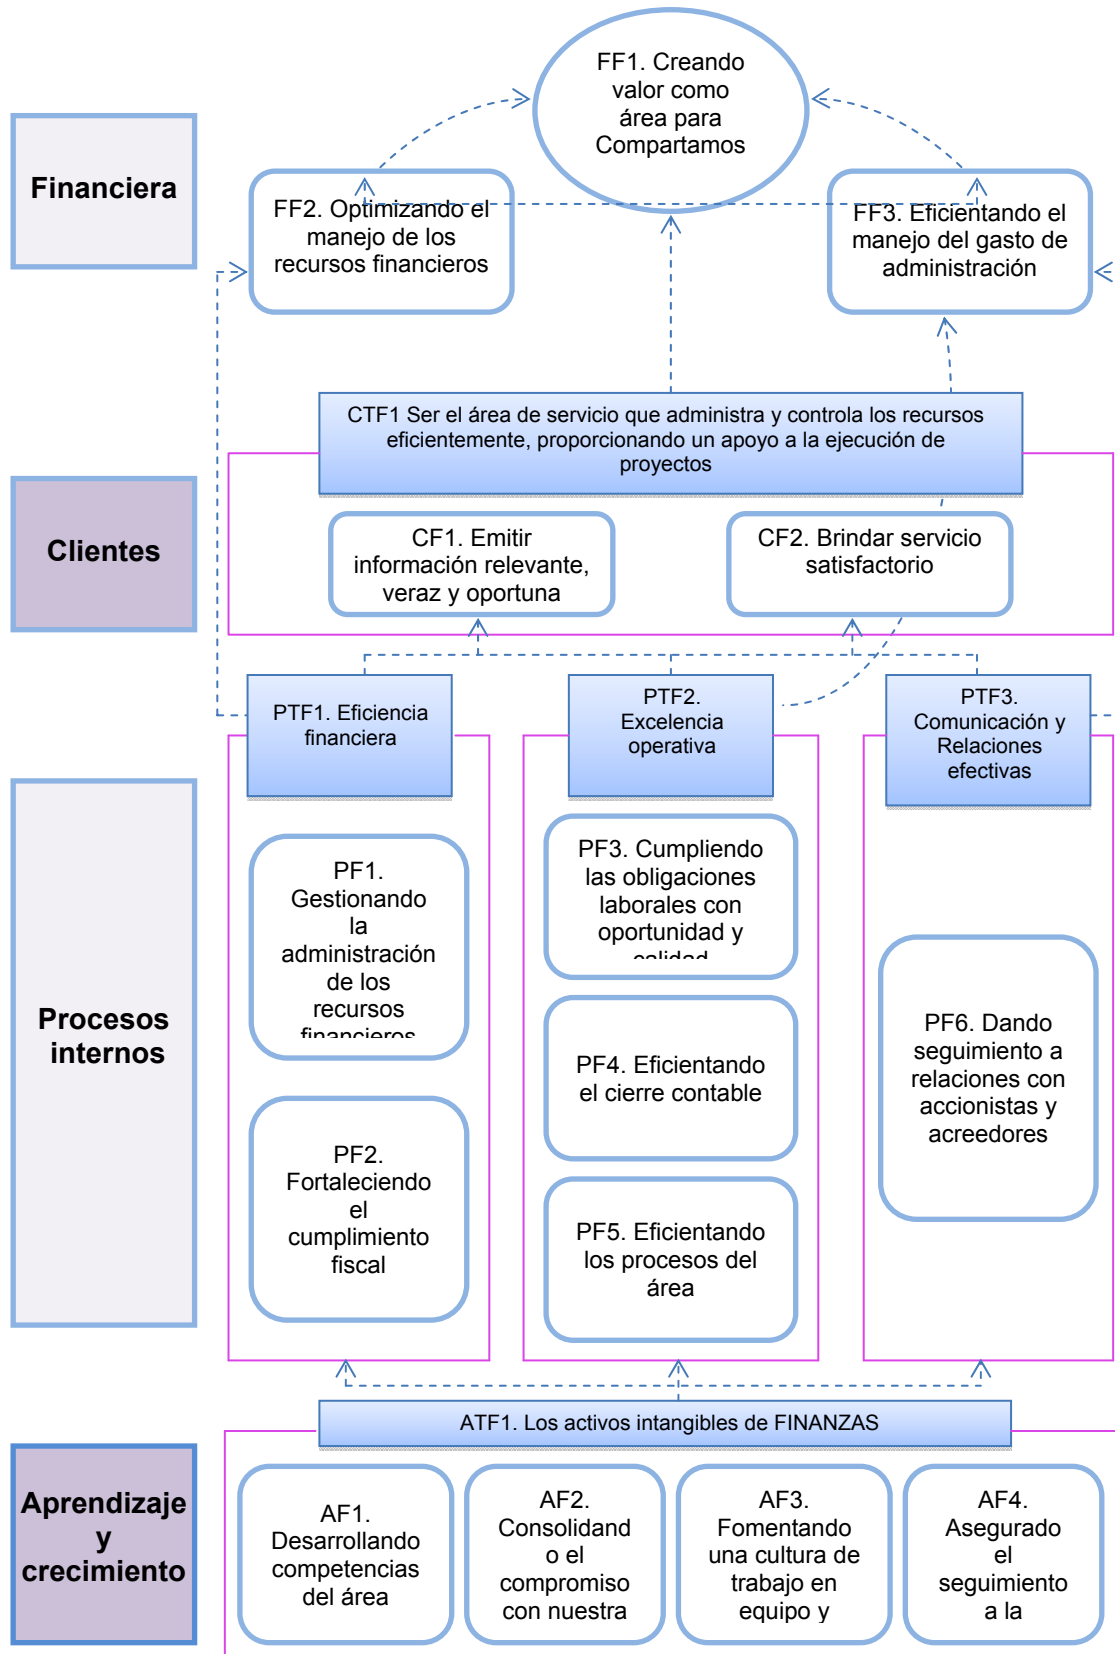 FF1. Creando
valor como
área para
Compartamos
Financiera
FF2. Optimizando el
manejo de los
recursos financieros
FF3. Eficientando el
manejo del gasto de
administración
CTF1 Ser el área de servicio que administra y controla los recursos
eficientemente, proporcionando un apoyo a la ejecución de
proyectos
Clientes
CF1. Emitir
información relevante,
veraz y oportuna
CF2. Brindar servicio
satisfactorio
PTF1. Eficiencia
financiera
PTF2.
Excelencia
operativa
PTF3.
Comunicación y
Relaciones
efectivas
Procesos
internos
PF1.
Gestionando
la
administración
de los
recursos
financieros
PF2.
Fortaleciendo
el
cumplimiento
fiscal
PF3. Cumpliendo
las obligaciones
laborales con
oportunidad y
calidad
PF4. Eficientando
el cierre contable
PF5. Eficientando
los procesos del
área
PF6. Dando
seguimiento a
relaciones con
accionistas y
acreedores
ATF1. Los activos intangibles de FINANZAS
Aprendizaje
y
crecimiento
AF1.
Desarrollando
competencias
del área
AF2.
Consolidand
o el
compromiso
con nuestra
AF3.
Fomentando
una cultura de
trabajo en
equipo y
AF4.
Asegurado
el
seguimiento
a la